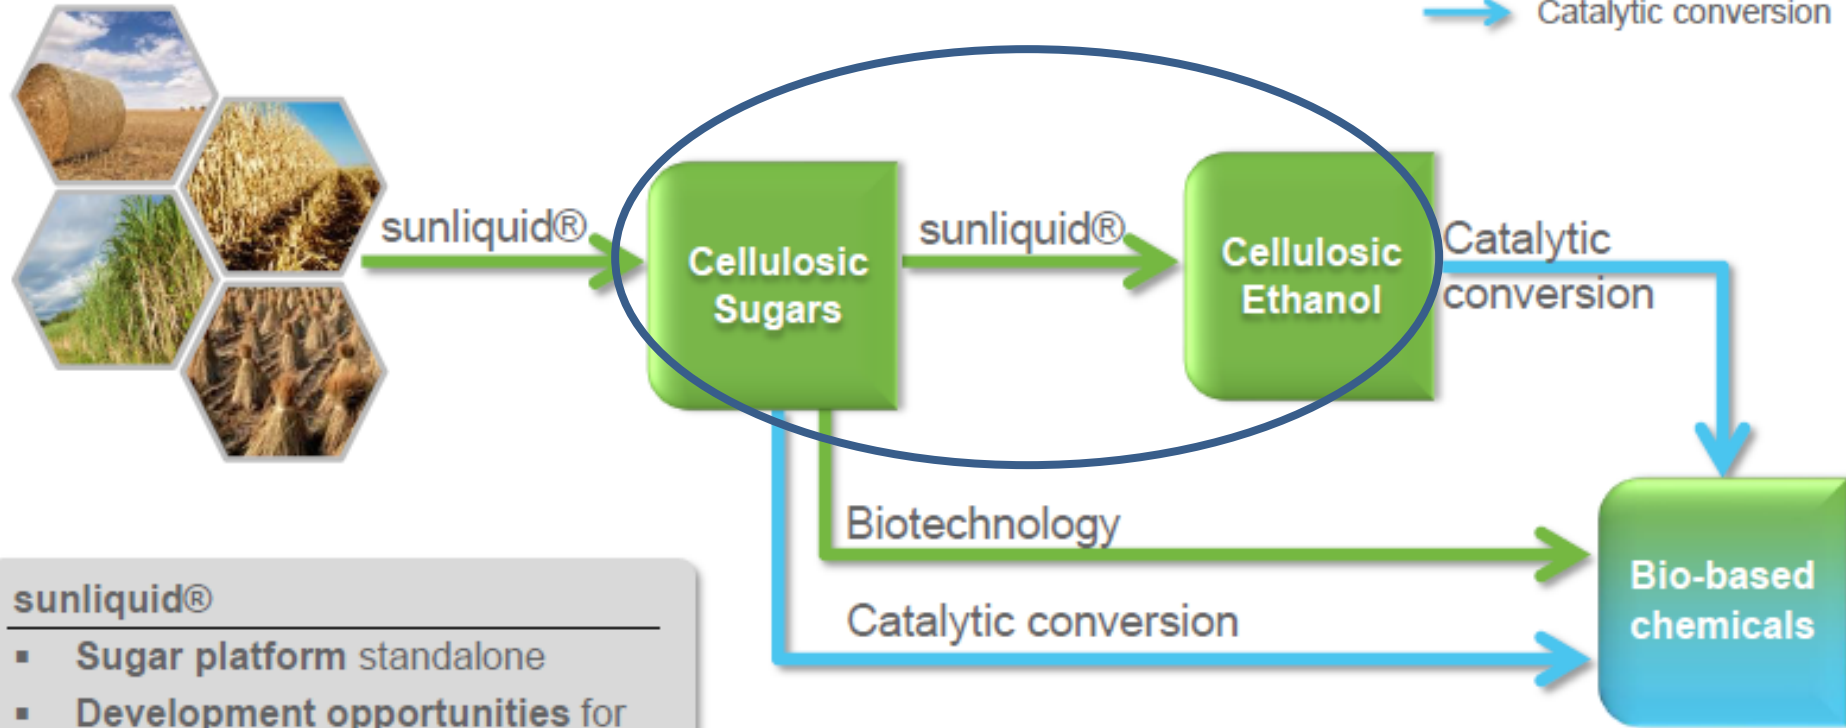 Catalytic conversion
sunliquid®
Cellulosic
Sugars
sunliquid®
Cellulosic
Ethanol
Catalytic
conversion
Biotechnology
Catalytic conversion
Bio-based
chemicals
sunliquid®
▪ Sugar platform standalone
▪ Development opportunities for